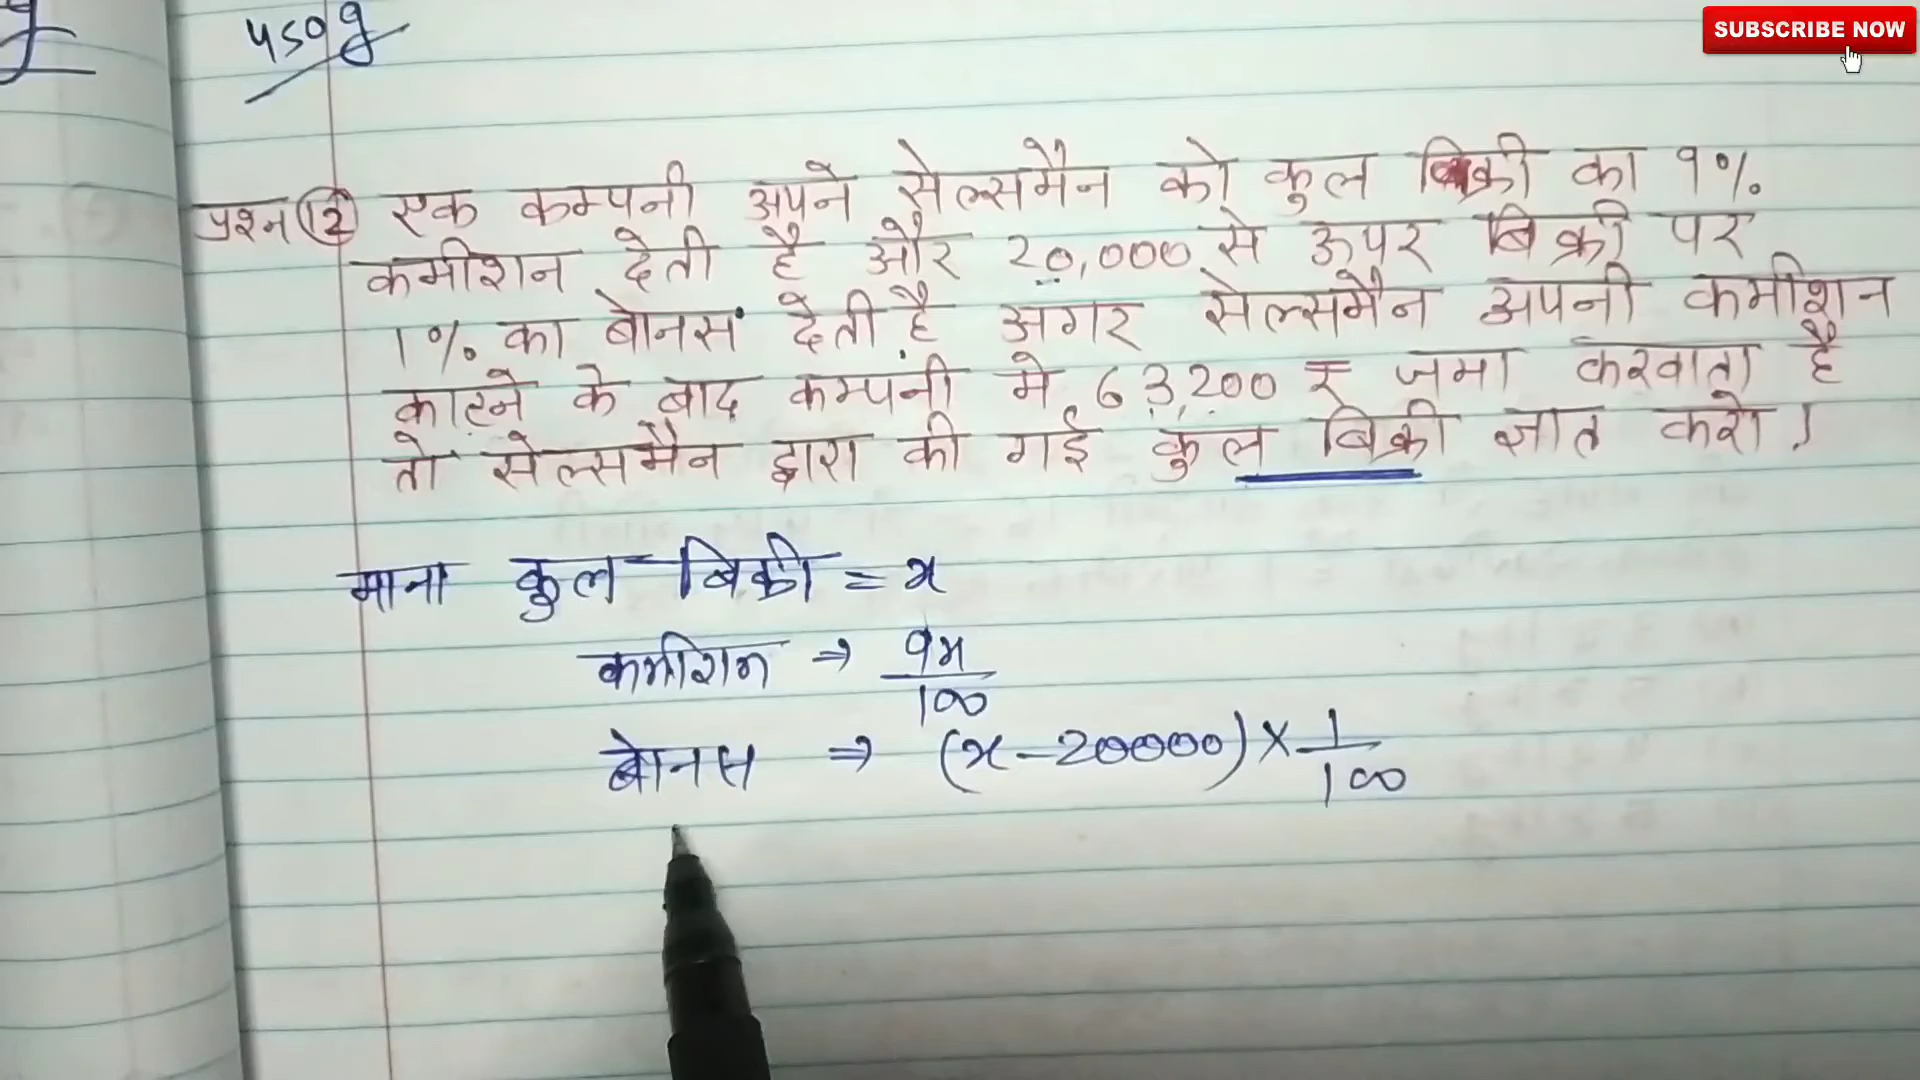 450g
SUBSCRIBE NOW
प्रश्न 12 एक कम्पनी अपने सेल्समैन को कुल बिक्री का 9%
कमीशन देती है और 20,000 से ऊपर बिक्री पर
1% का बोनस देती है अगर सेल्समैन अपनी कमीशन
काटने के बाद कम्पनी मे 63,200 ₹ जमा करवाता है
तो सेल्समैन द्वारा की गई कुल बिक्री ज्ञात करो।
माना कुल बिक्री = x
कमीशन ⇒ 9x/100
बोनस ⇒ (x-20000) × 1/100